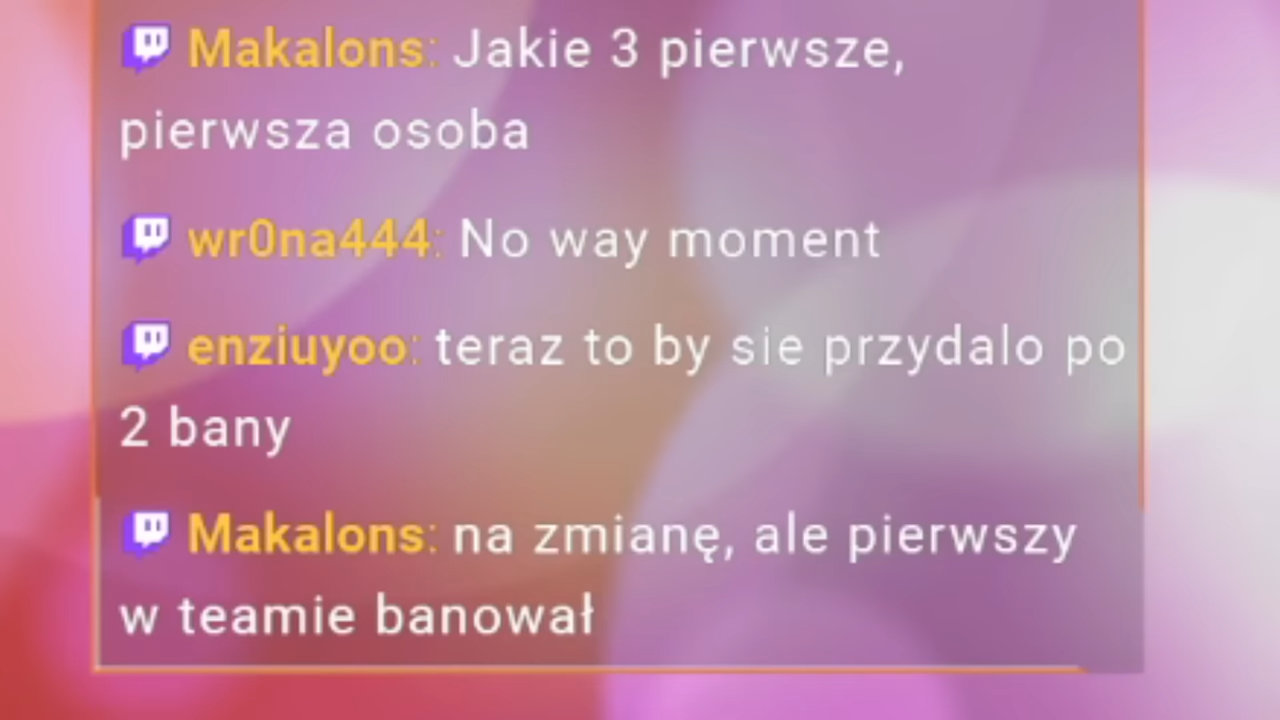 Makalons: Jakie 3 pierwsze,
pierwsza osoba
wr0na444: No way moment
enziuyoo: teraz to by sie przydalo po
2 bany
Makalons: na zmianę, ale pierwszy
w teamie banował